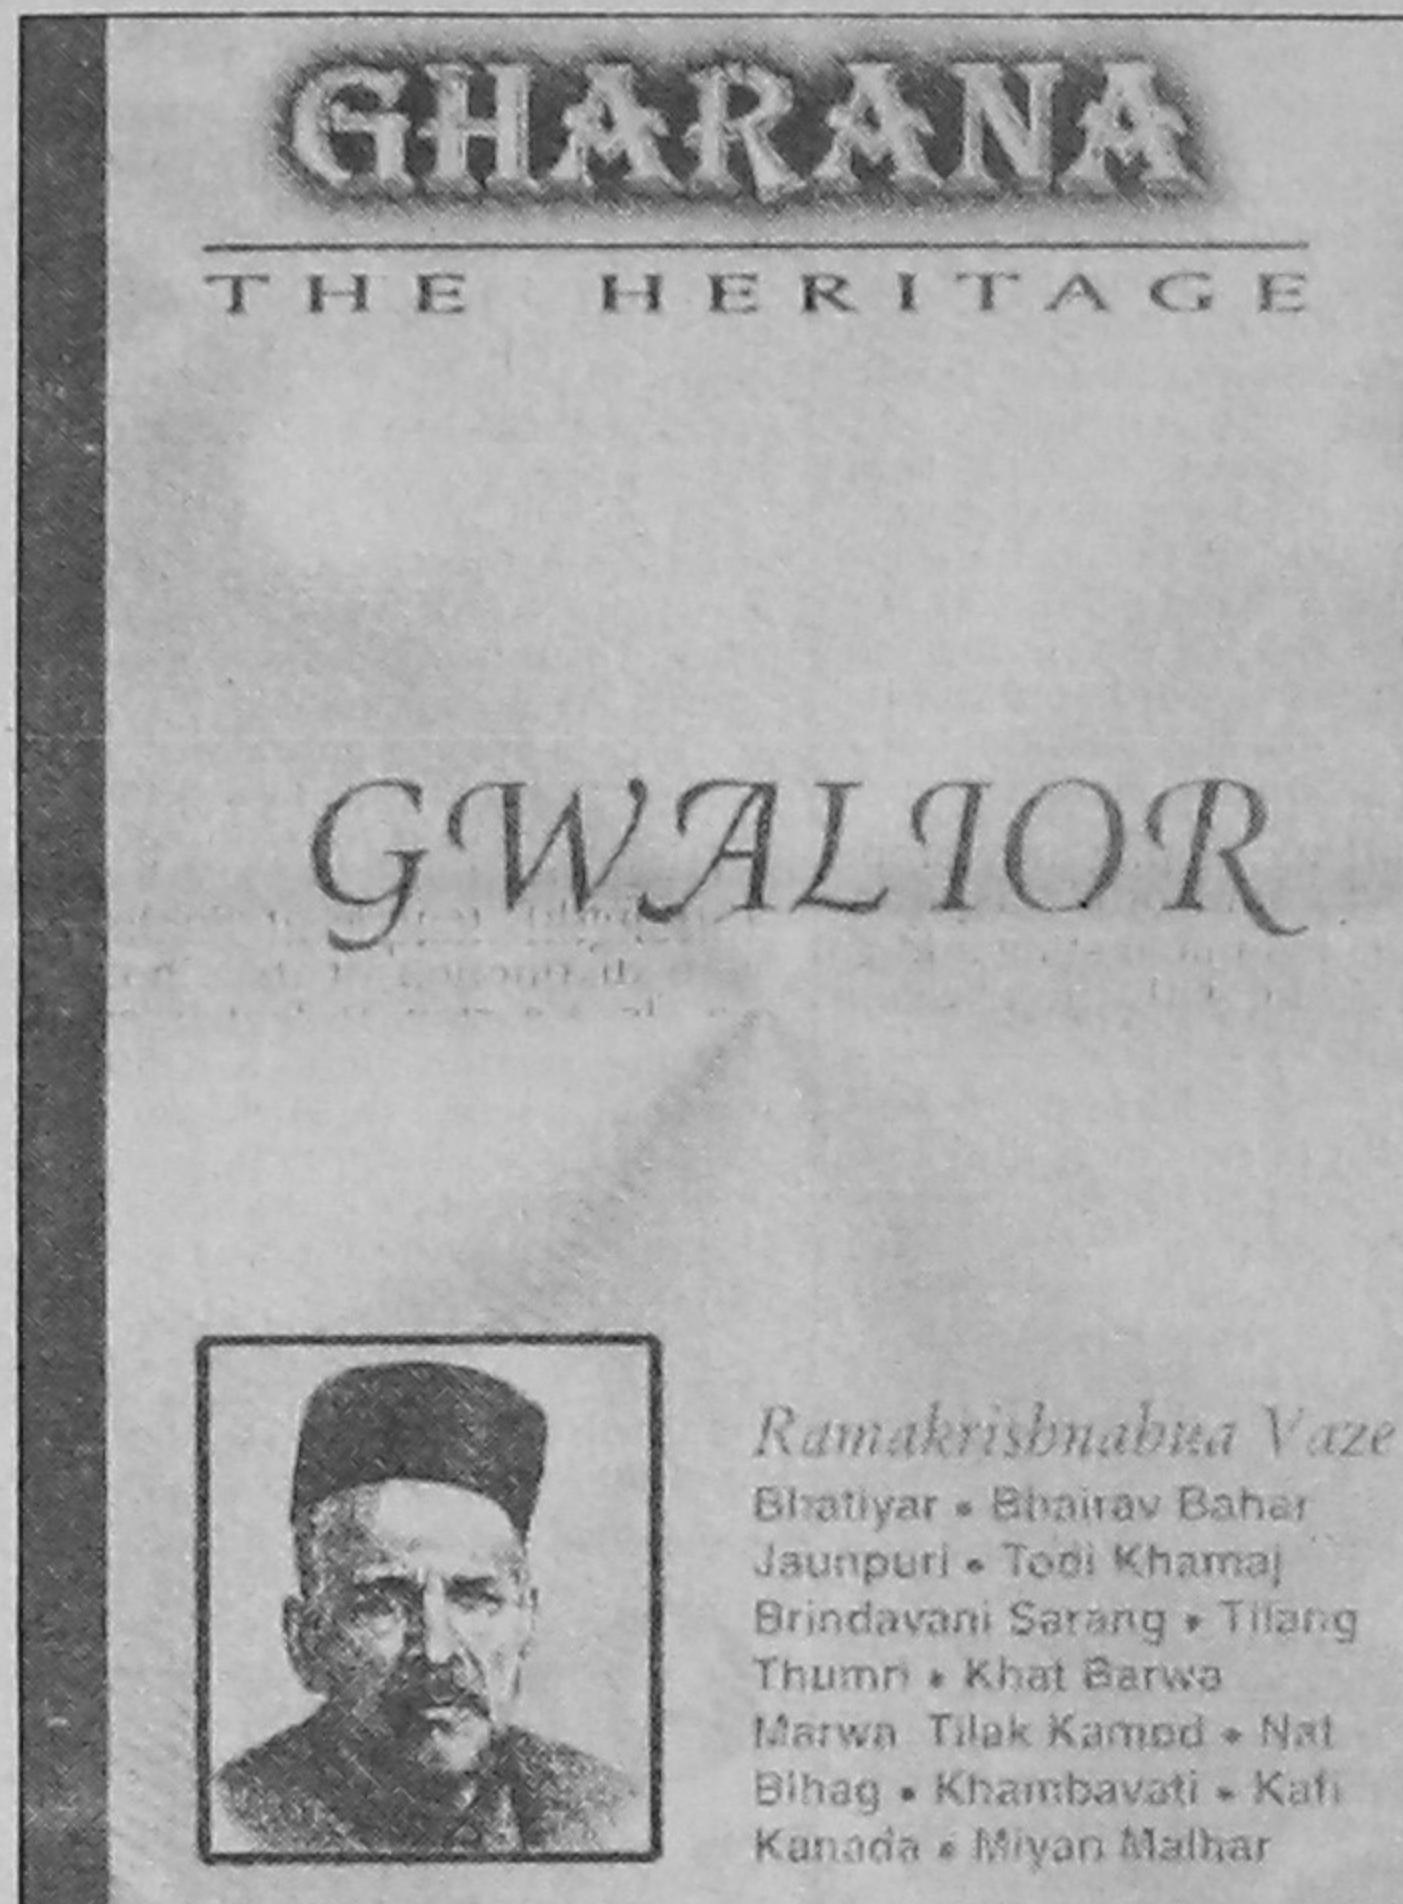 GHARANA
THE HERITAGE
GWALIOR
Ramakrishnabua Vaze
Bhatiyar • Bhairav Bahar
Jaunpuri • Todi Khamaj
Brindavani Sarang • Tilang
Thumri • Khat Barwa
Marwa Tilak Kamod • Nat
Bihag • Khambavati • Kafi
Kanada • Miyan Malhar